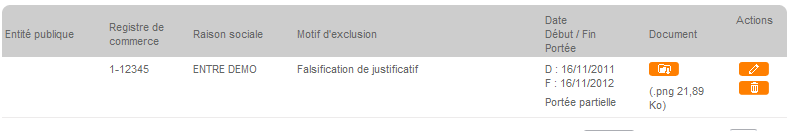 Entité publique
Registre de
commerce
Raison sociale
Motif d'exclusion
Date
Début / Fin
Portée
Document
Actions
1-12345
ENTRE DEMO
Falsification de justificatif
D : 16/11/2011
F : 16/11/2012
Portée partielle
(.png 21,89
Ko)